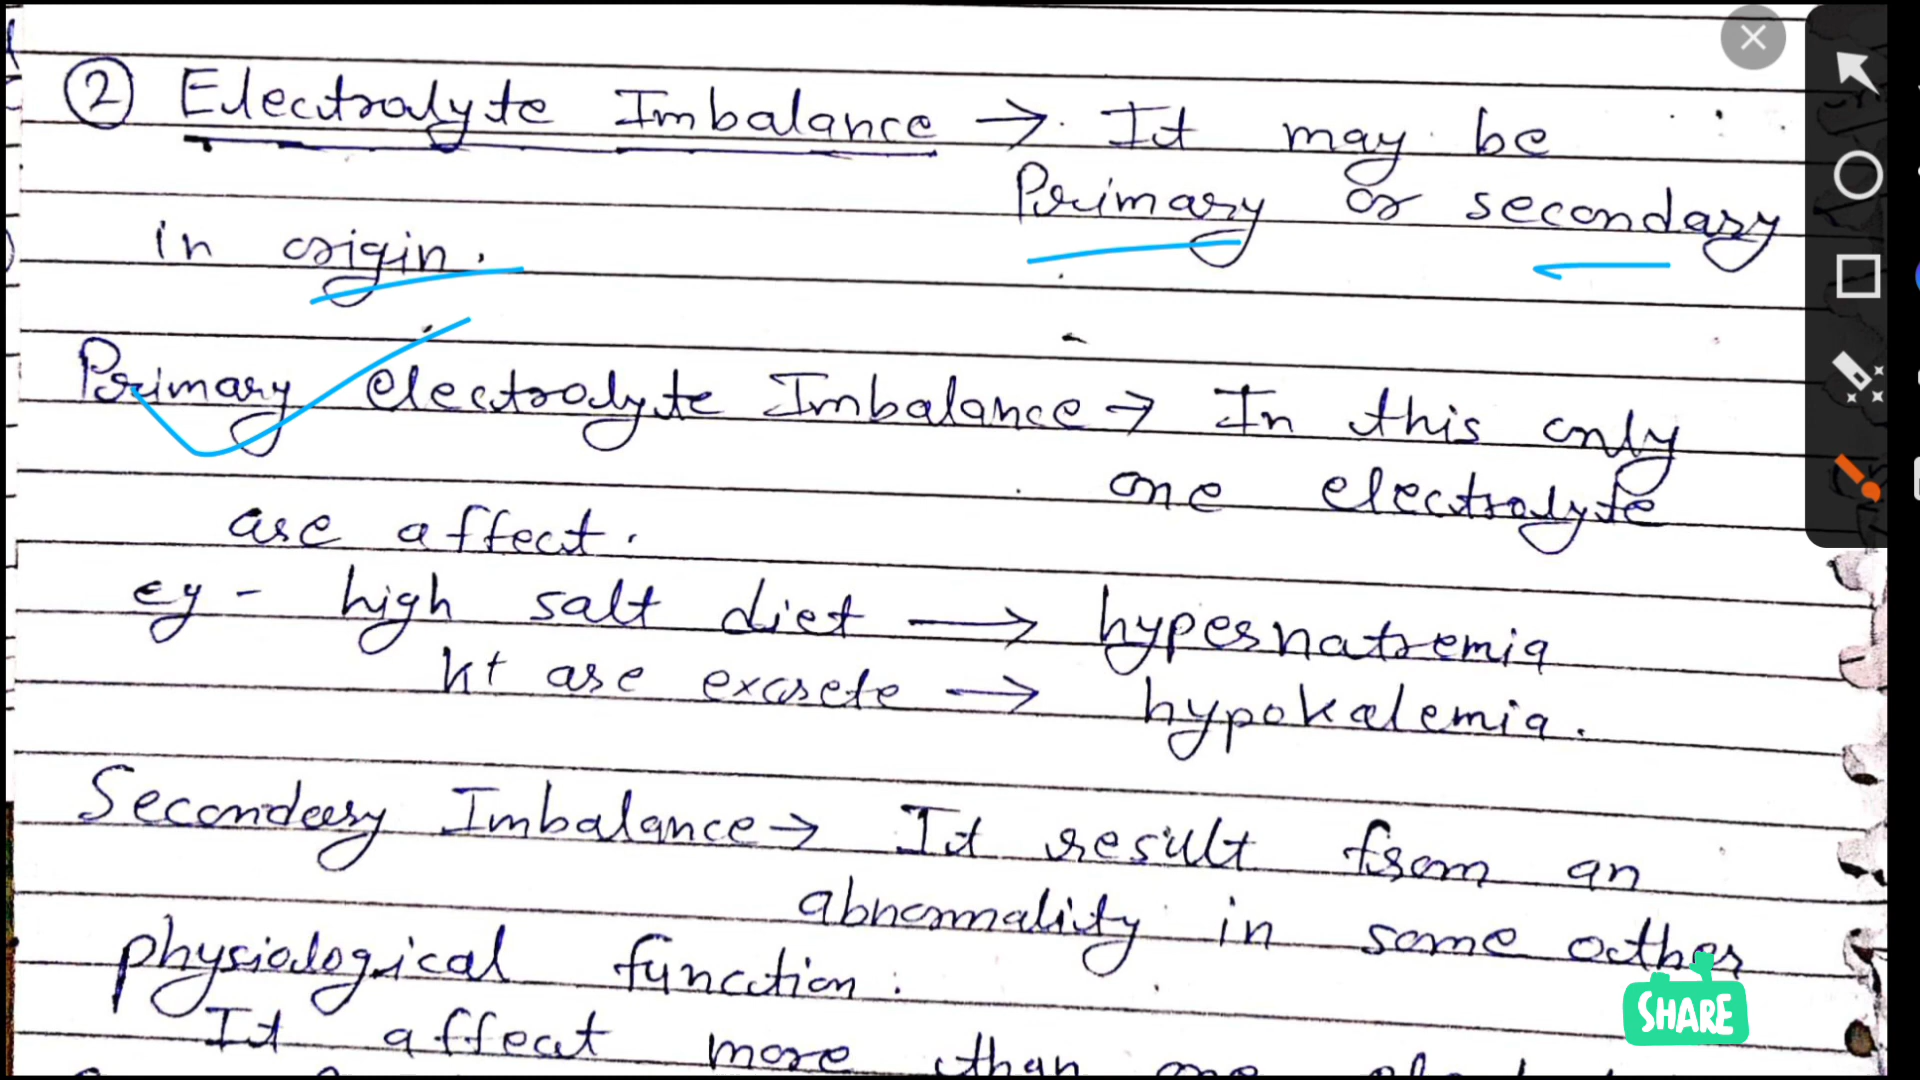 ② Electrolyte Imbalance → It may be
Primary or secondary
in origin.
Primary electrolyte Imbalance → In this only
one electrolyte
are affect.
eg - high salt diet → hypernatremia
K+ are excrete → hypokalemia.
Secondary Imbalance → It result from an
abnormality in some other
physiological function.
It affect more than one
SHARE